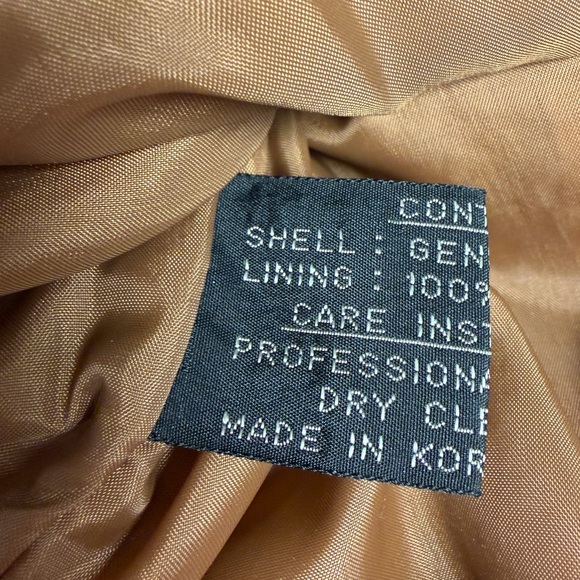 CONT
SHELL : GEN
LINING : 100%
CARE INST
PROFESSIONA
DRY CLE
MADE IN KOR